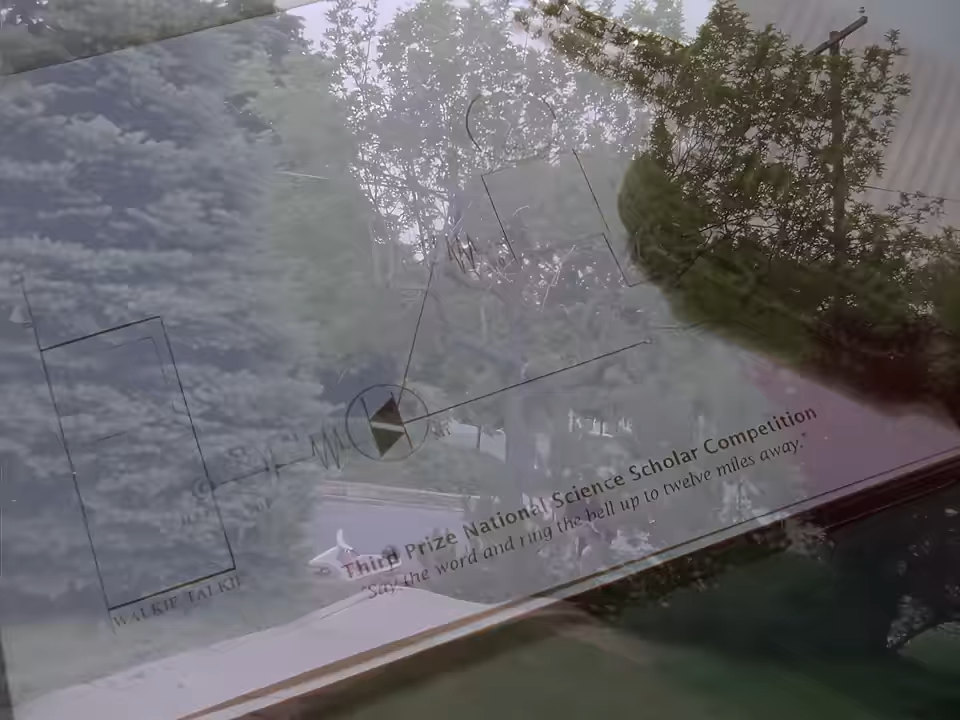 WALKIE TALKIE
Third Prize National Science Scholar Competition
"Say the word and ring the bell up to twelve miles away."